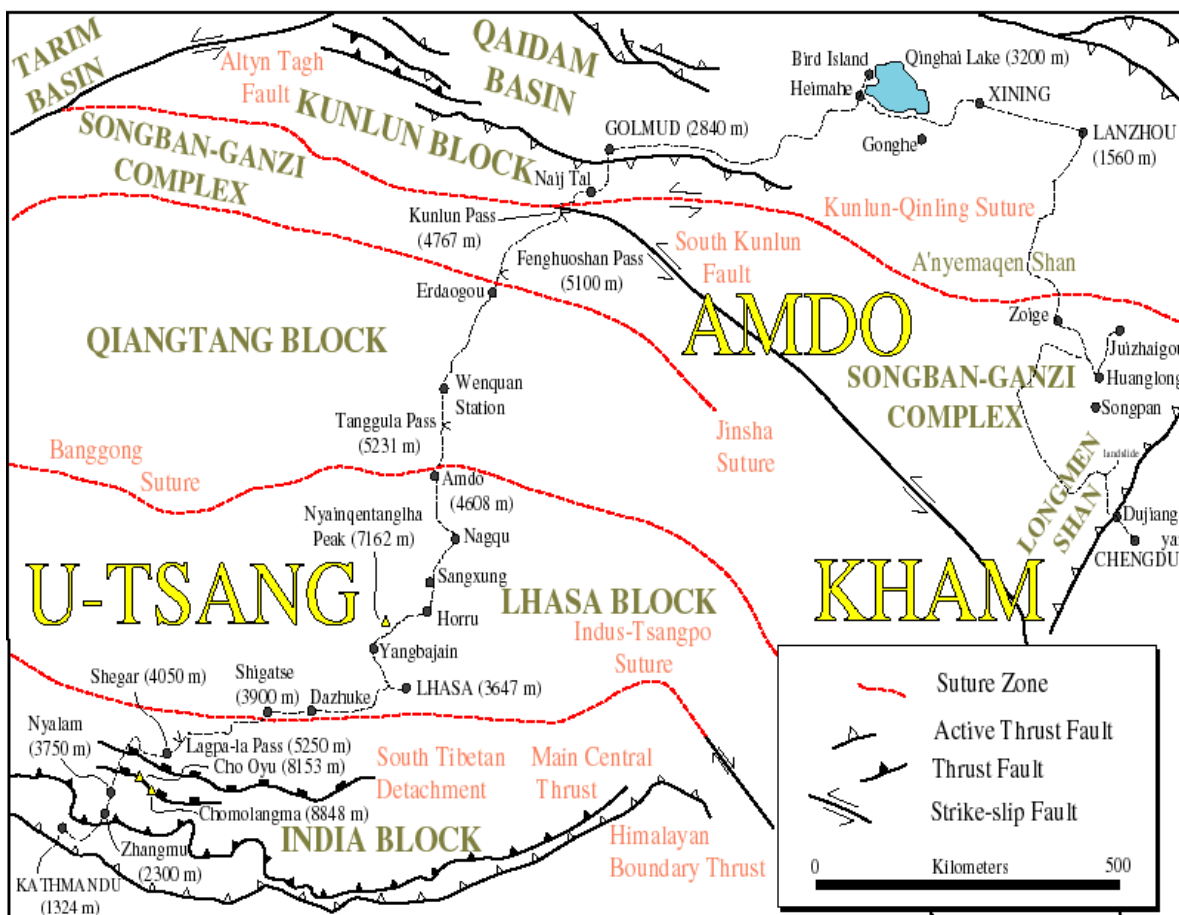 TARIM
BASIN
Altyn Tagh
Fault
QAIDAM
BASIN
KUNLUN BLOCK
SONGBAN-GANZI
COMPLEX
Bird Island
Heimahe
Qinghai Lake (3200 m)
XINING
GOLMUD (2840 m)
Gonghe
LANZHOU
(1560 m)
Naij Tal
Kunlun Pass
(4767 m)
Kunlun-Qinling Suture
South Kunlun
Fault
Fenghuoshan Pass
(5100 m)
A'nyemaqen Shan
Erdaogou
AMDO
Zoige
Juizhaigou
QIANGTANG BLOCK
SONGBAN-GANZI
COMPLEX
Huanglong
Songpan
Wenquan
Station
Tanggula Pass
(5231 m)
Jinsha
Suture
Banggong
Suture
landslide
Amdo
(4608 m)
LONGMEN
SHAN
Nyainqentanglha
Peak (7162 m)
Nagqu
Dujiang
yan
CHENGDU
U-TSANG
Sangxung
KHAM
LHASA BLOCK
Horru
Indus-Tsangpo
Suture
Yangbajain
Shegar (4050 m)
Shigatse
(3900 m)
Dazhuke
LHASA (3647 m)
Nyalam
(3750 m)
Lagpa-la Pass (5250 m)
Cho Oyu (8153 m)
South Tibetan
Detachment
Main Central
Thrust
Chomolangma (8848 m)
INDIA BLOCK
Himalayan
Boundary Thrust
Zhangmu
(2300 m)
KATHMANDU
(1324 m)
Suture Zone
Active Thrust Fault
Thrust Fault
Strike-slip Fault
0
Kilometers
500